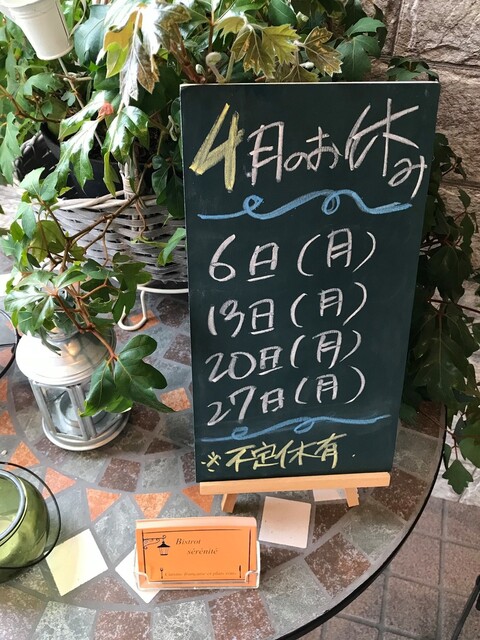 4月のお休み
6日(月)
13日(月)
20日(月)
27日(月)
※不定休有.
Bistrot
sérénité